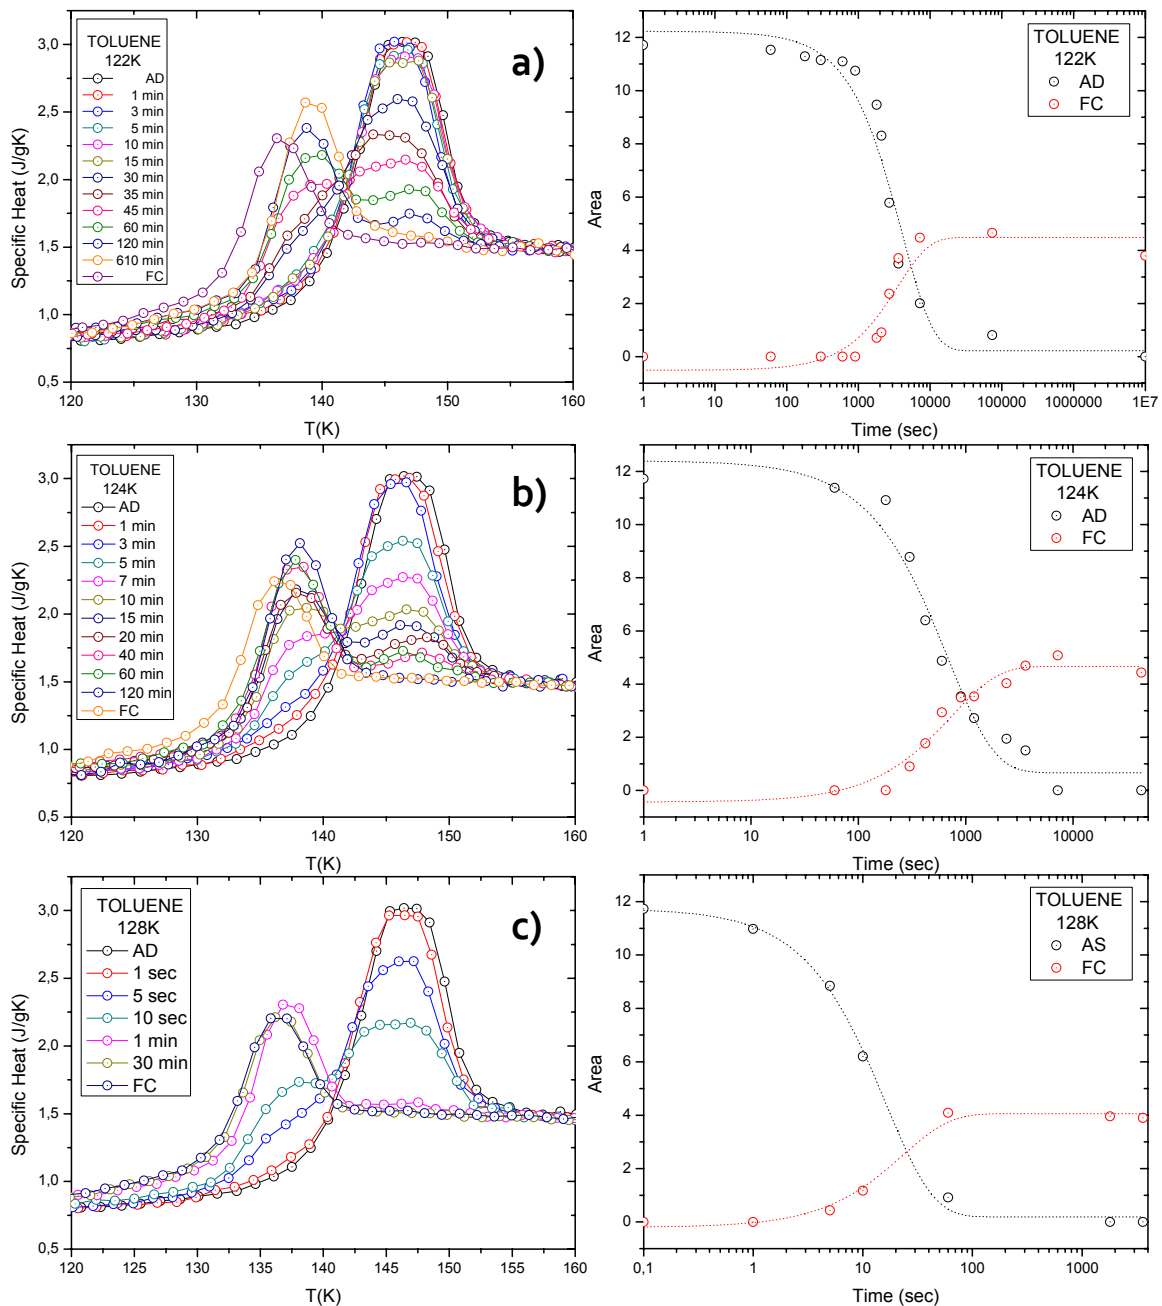 3,0
2,5
2,0
1,5
1,0
0,5
Specific Heat (J/gK)
TOLUENE
122K
AD
1 min
3 min
5 min
10 min
15 min
30 min
35 min
45 min
60 min
120 min
610 min
FC
a)
120 130 140 150 160
T(K)
12
10
8
6
4
2
0
Area
TOLUENE
122K
AD
FC
1 10 100 1000 10000 100000 1000000 1E7
Time (sec)
3,0
2,5
2,0
1,5
1,0
0,5
Specific Heat (J/gK)
TOLUENE
124K
AD
1 min
3 min
5 min
7 min
10 min
15 min
20 min
40 min
60 min
120 min
FC
b)
120 130 140 150 160
T(K)
12
10
8
6
4
2
0
Area
TOLUENE
124K
AD
FC
1 10 100 1000 10000
Time (sec)
3,0
2,5
2,0
1,5
1,0
0,5
Specific Heat (J/gK)
TOLUENE
128K
AD
1 sec
5 sec
10 sec
1 min
30 min
FC
c)
120 125 130 135 140 145 150 155 160
T(K)
12
10
8
6
4
2
0
Area
TOLUENE
128K
AS
FC
0,1 1 10 100 1000
Time (sec)